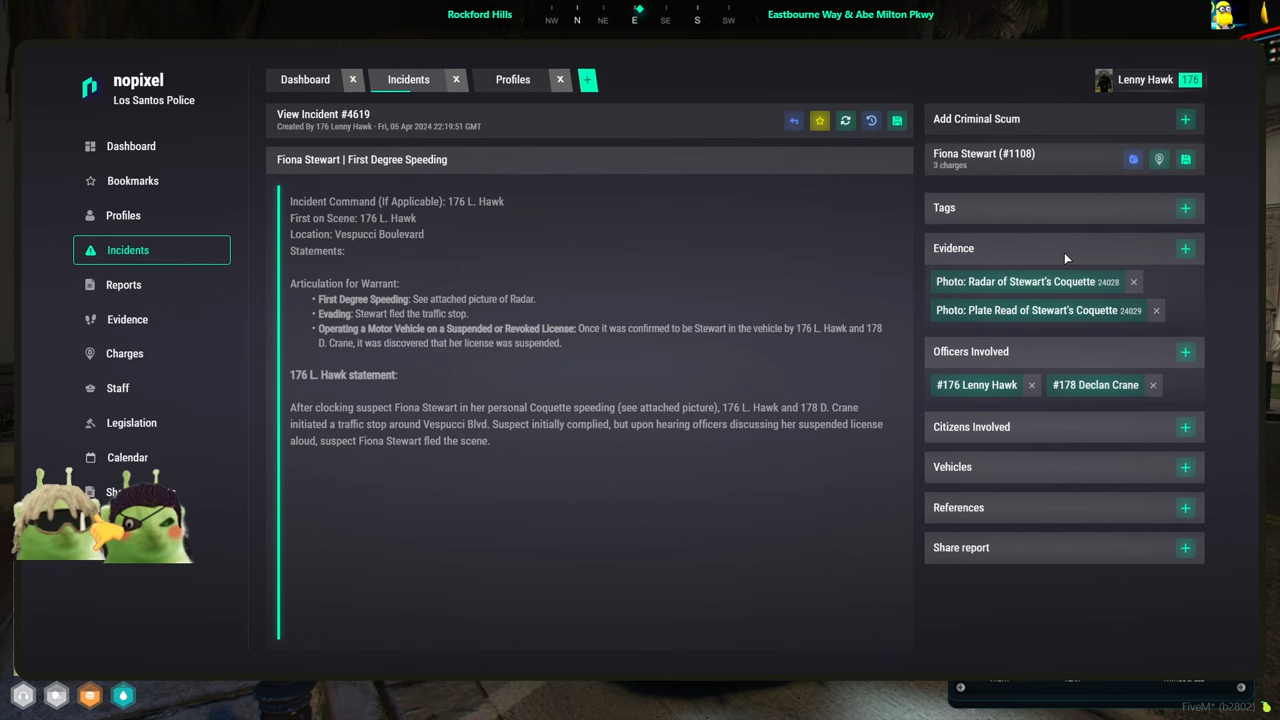 Rockford Hills
NW N NE E SE S SW
Eastbourne Way & Abe Milton Pkwy
nopixel
Los Santos Police
Dashboard x
Incidents x
Profiles x
+
Lenny Hawk 176
Dashboard
Bookmarks
Profiles
Incidents
Reports
Evidence
Charges
Staff
Legislation
Calendar
View Incident #4619
Created By 176 Lenny Hawk - Fri, 05 Apr 2024 22:19:51 GMT
Fiona Stewart | First Degree Speeding
Incident Command (If Applicable): 176 L. Hawk
First on Scene: 176 L. Hawk
Location: Vespucci Boulevard
Statements:
Articulation for Warrant:
• First Degree Speeding: See attached picture of Radar.
• Evading: Stewart fled the traffic stop.
• Operating a Motor Vehicle on a Suspended or Revoked License: Once it was confirmed to be Stewart in the vehicle by 176 L. Hawk and 178
D. Crane, it was discovered that her license was suspended.
176 L. Hawk statement:
After clocking suspect Fiona Stewart in her personal Coquette speeding (see attached picture), 176 L. Hawk and 178 D. Crane
initiated a traffic stop around Vespucci Blvd. Suspect initially complied, but upon hearing officers discussing her suspended license
aloud, suspect Fiona Stewart fled the scene.
Add Criminal Scum +
Fiona Stewart (#1108)
3 charges
Tags +
Evidence +
Photo: Radar of Stewart's Coquette 24028 x
Photo: Plate Read of Stewart's Coquette 24029 x
Officers Involved +
#176 Lenny Hawk x #178 Declan Crane x
Citizens Involved +
Vehicles +
References +
Share report +
FiveM* (b2802)